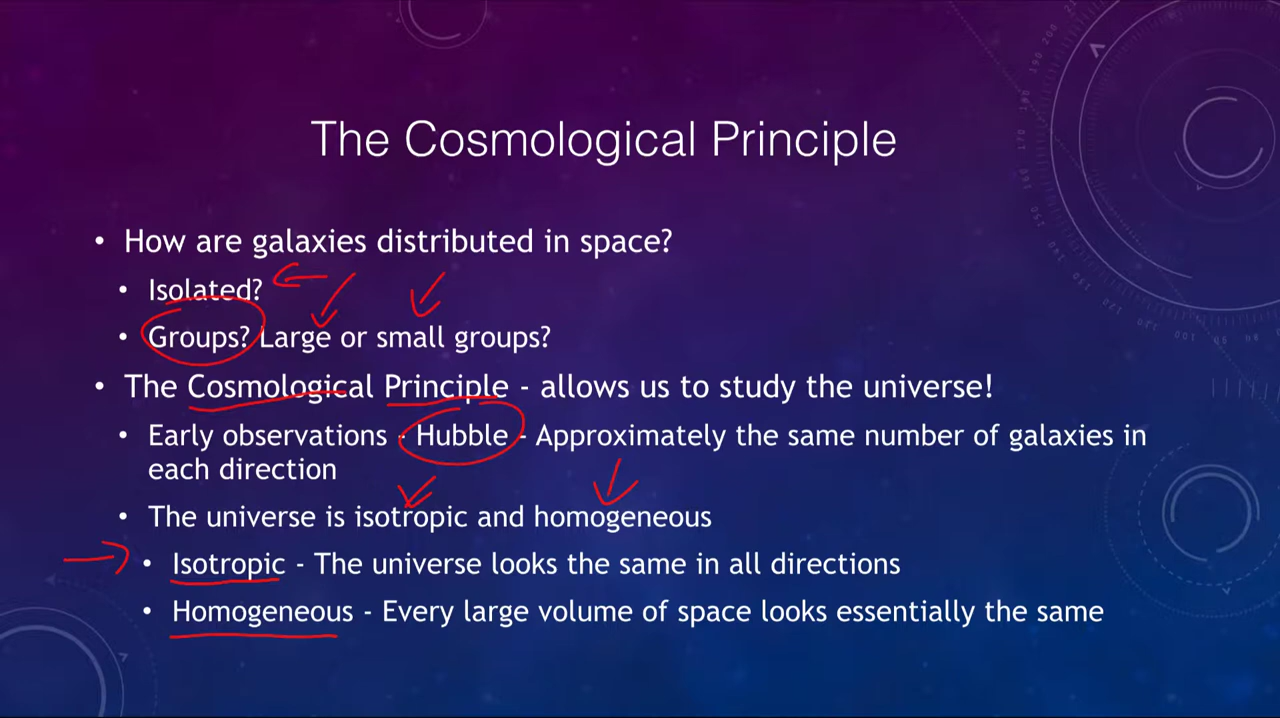 The Cosmological Principle
• How are galaxies distributed in space?
• Isolated?
• Groups? Large or small groups?
• The Cosmological Principle - allows us to study the universe!
• Early observations - Hubble - Approximately the same number of galaxies in
each direction
• The universe is isotropic and homogeneous
• Isotropic - The universe looks the same in all directions
• Homogeneous - Every large volume of space looks essentially the same